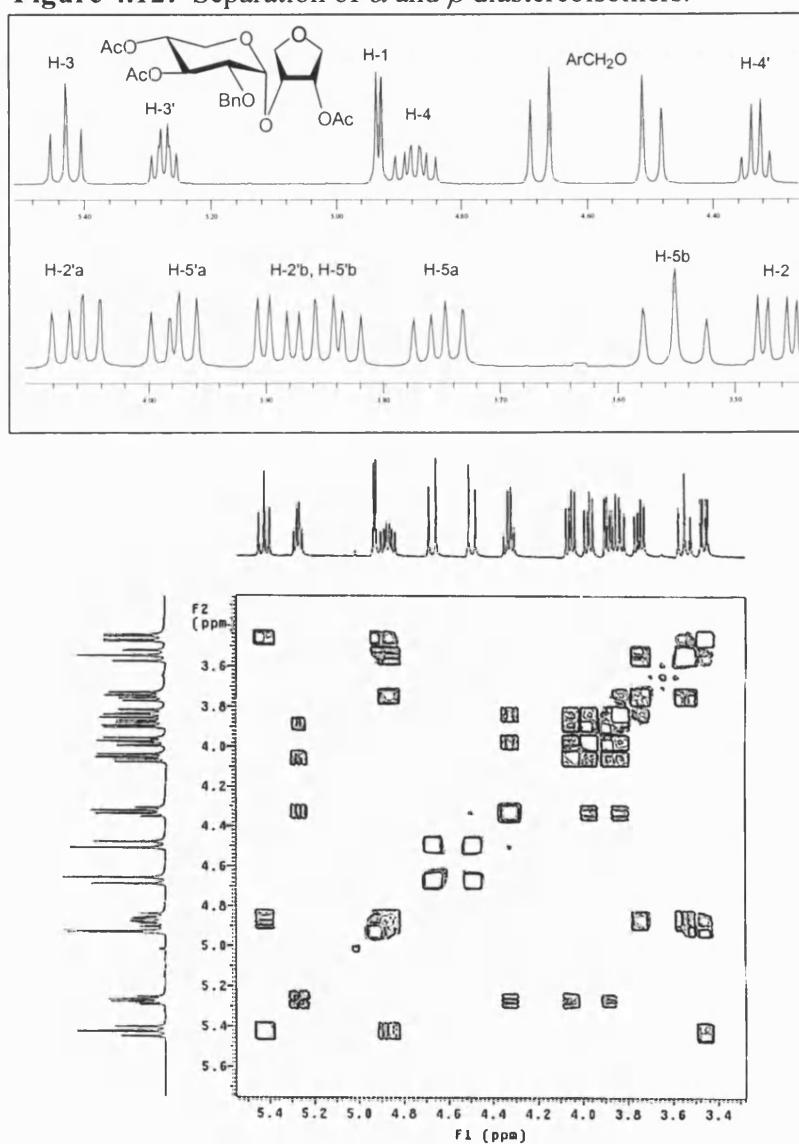 Figure 4.12: Separation of α and β diastereoisomers.
AcO
AcO
BnO
O
O
O
OAc
H-3
H-3'
H-1
H-4
ArCH₂O
H-4'
5.40
5.20
5.00
4.80
4.60
4.40
H-2'a
H-5'a
H-2'b, H-5'b
H-5a
H-5b
H-2
4.00
3.90
3.80
3.70
3.60
3.50
F2
(ppm)
3.6
3.8
4.0
4.2
4.4
4.6
4.8
5.0
5.2
5.4
5.6
5.4 5.2 5.0 4.8 4.6 4.4 4.2 4.0 3.8 3.6 3.4
F1 (ppm)